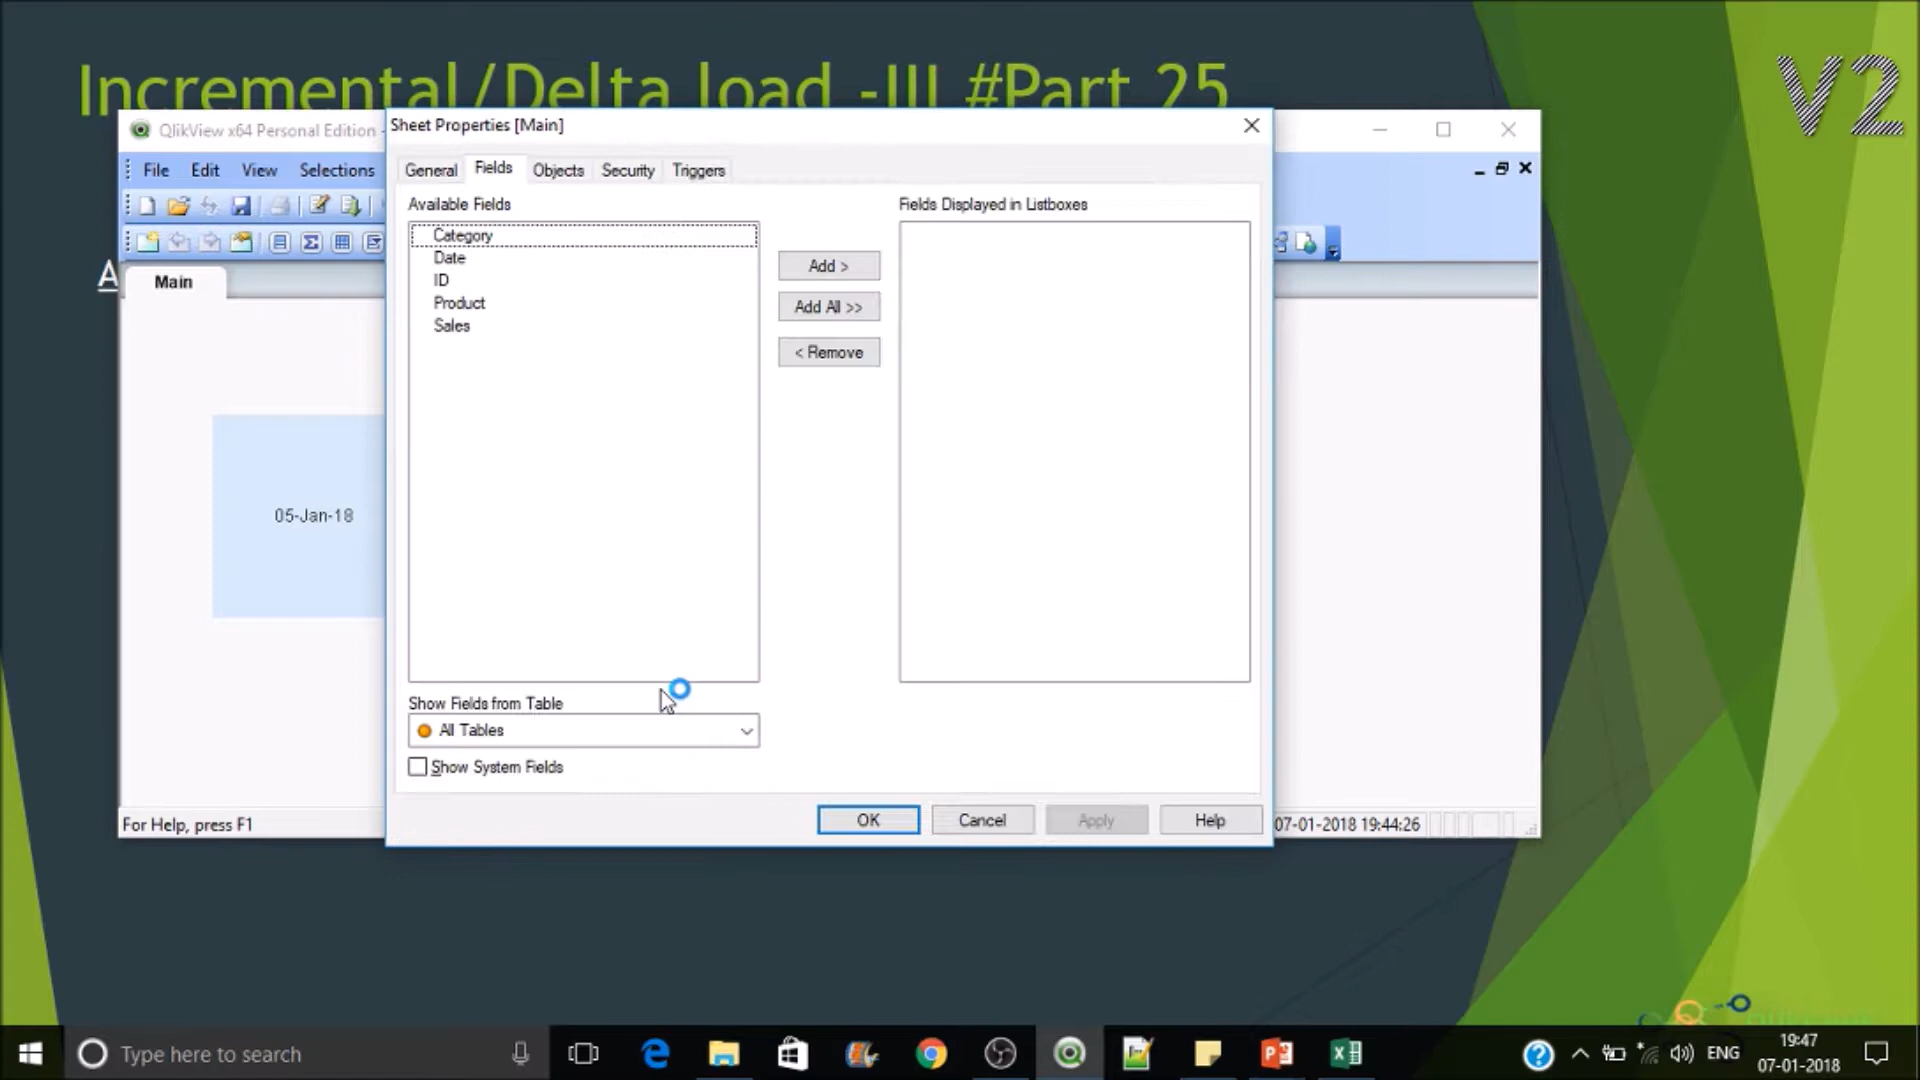 Incremental/Delta load -III #Part 25
V2
QlikView x64 Personal Edition -
Sheet Properties [Main]
File Edit View Selections
General Fields Objects Security Triggers
Available Fields
Fields Displayed in Listboxes
Category
Date
ID
Product
Sales
Add >
Add All >>
< Remove
A
Main
05-Jan-18
Show Fields from Table
All Tables
Show System Fields
OK Cancel Apply Help
For Help, press F1
07-01-2018 19:44:26
Type here to search
ENG
19:47
07-01-2018